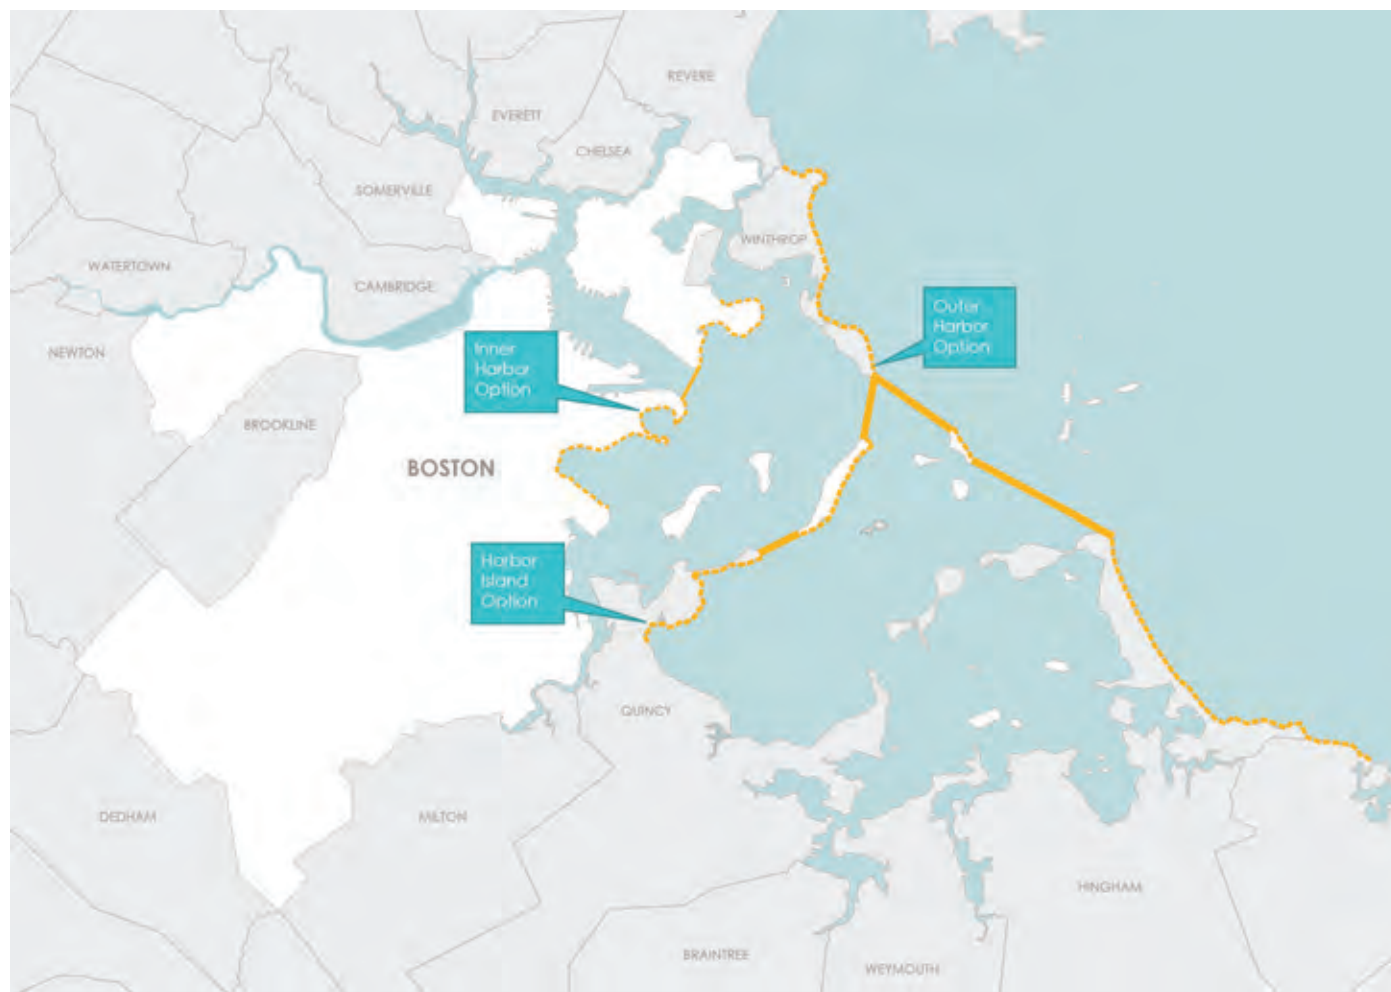 REVERE
EVERETT
CHELSEA
SOMERVILLE
WINTHROP
WATERTOWN
CAMBRIDGE
Outer
Harbor
Option
NEWTON
Inner
Harbor
Option
BROOKLINE
BOSTON
Harbor
Island
Option
QUINCY
DEDHAM
MILTON
HINGHAM
BRAINTREE
WEYMOUTH